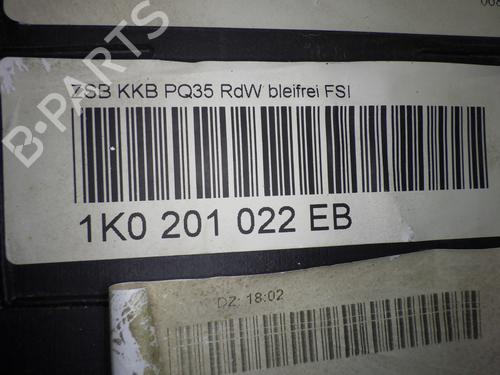 ZSB KKB PQ35 RdW bleifrei FSI
1K0 201 022 EB
DZ: 18:02
B-PARTS